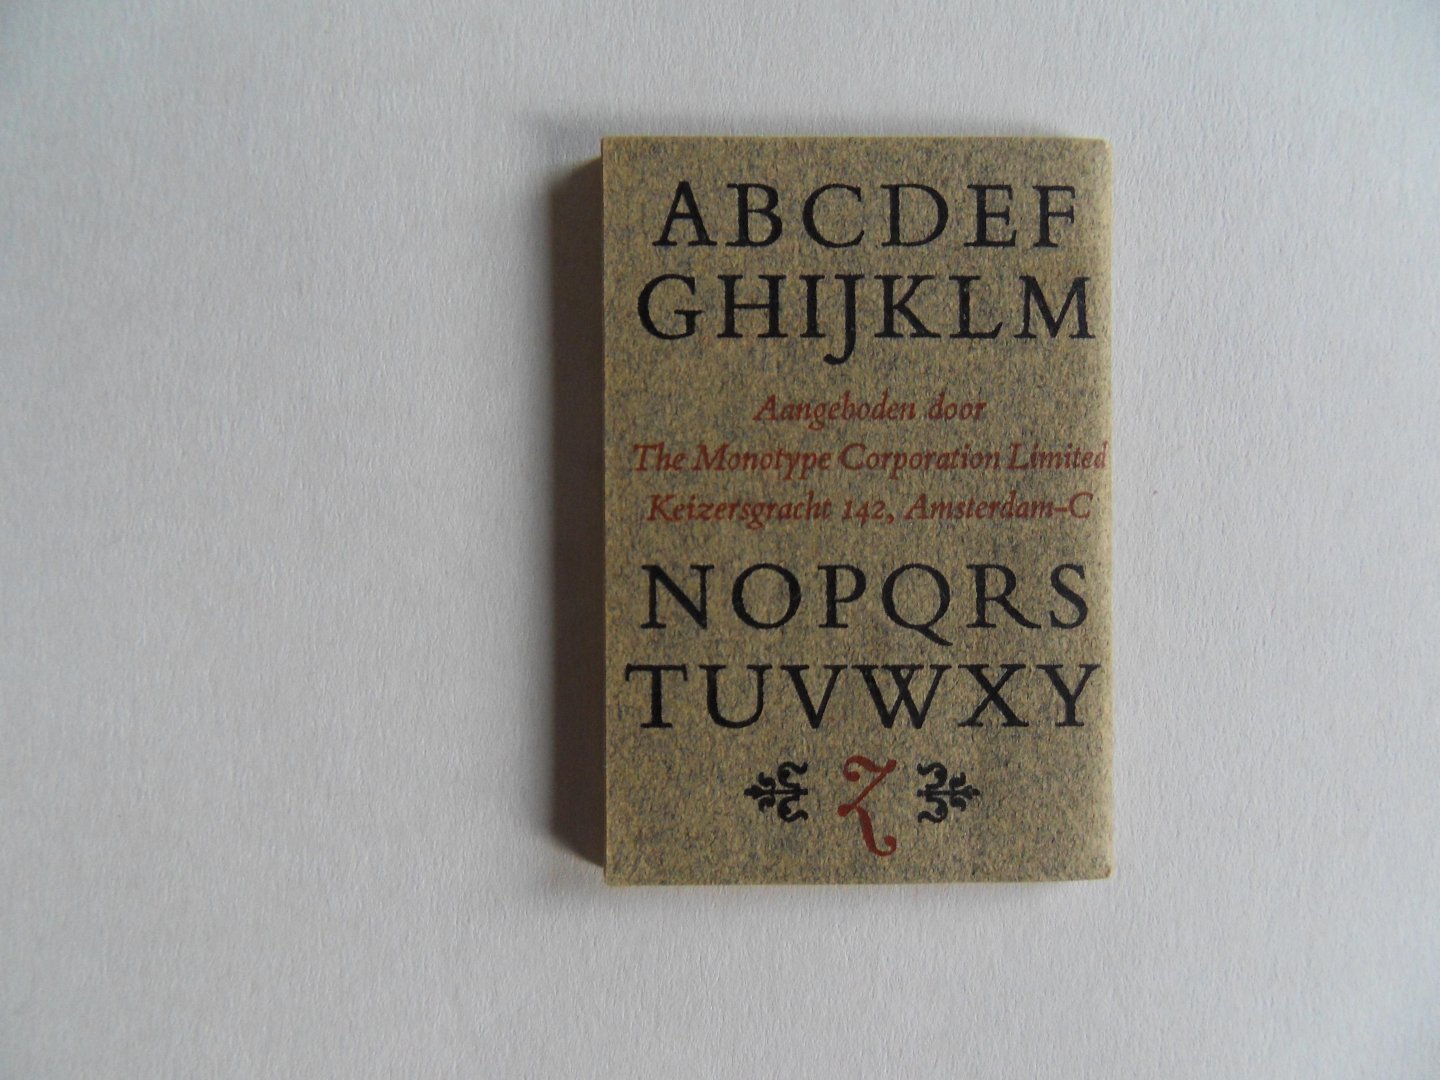 ABCDEF
GHIJKLM
Aangeboden door
The Monotype Corporation Limited
Keizersgracht 142, Amsterdam-C
NOPQRS
TUVWXY
Z